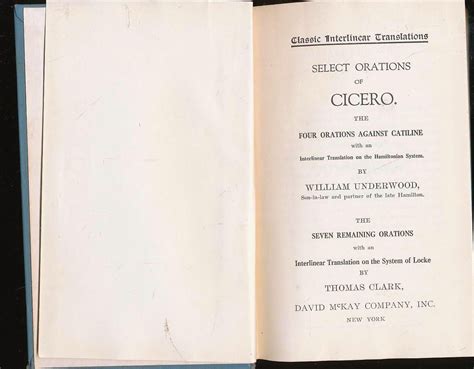 Classic Interlinear Translations
SELECT ORATIONS
OF
CICERO.
THE
FOUR ORATIONS AGAINST CATILINE
with an
Interlinear Translation on the Hamiltonian System.
BY
WILLIAM UNDERWOOD,
Son-in-law and partner of the late Hamilton.
THE
SEVEN REMAINING ORATIONS
with an
Interlinear Translation on the System of Locke
BY
THOMAS CLARK,
DAVID McKAY COMPANY, INC.
NEW YORK